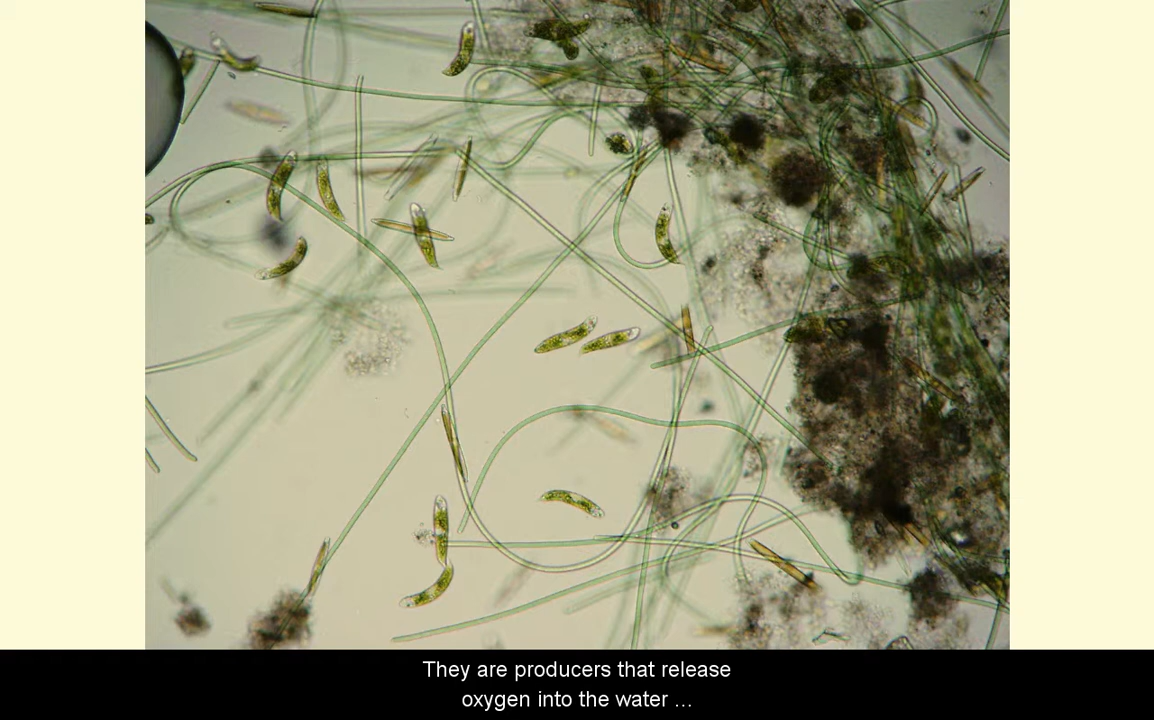 They are producers that release
oxygen into the water ...